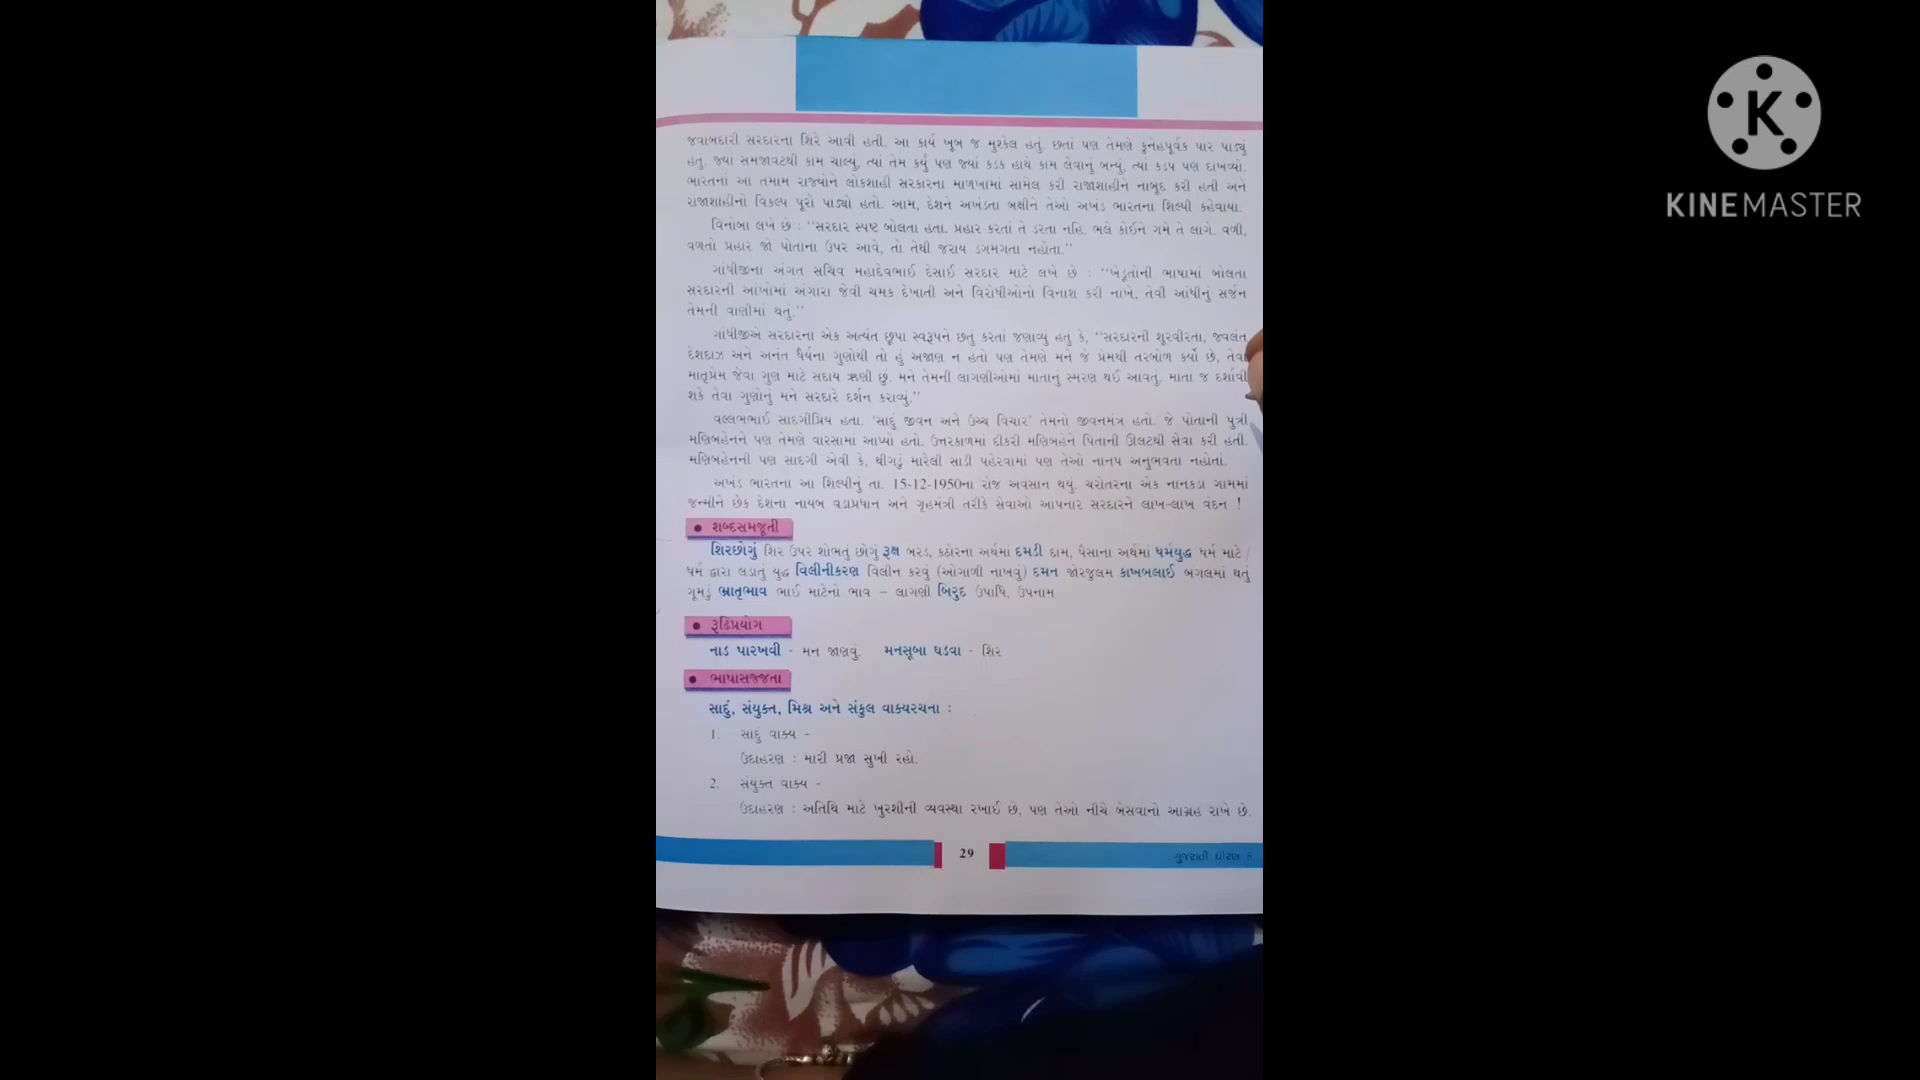 જવાબદારી સરદારના શિરે આવી હતી. આ કાર્ય ખૂબ જ મુશ્કેલ હતું. છતાં પણ તેમણે કુનેહપૂર્વક પાર પાડ્યું
હતું. જ્યાં સમજાવટથી કામ ચાલ્યું, ત્યાં તેમ કર્યું પણ જ્યાં કડક હાથે કામ લેવાનું બન્યું, ત્યાં કડપ પણ દાખવ્યો.
ભારતનાં આ તમામ રાજ્યોને લોકશાહી સરકારના માળખામાં સામેલ કરી રાજાશાહીને નાબૂદ કરી હતી અને
રાજાશાહીનો વિકલ્પ પૂરો પાડ્યો હતો. આમ, દેશને અખંડતા બક્ષીને તેઓ અખંડ ભારતના શિલ્પી કહેવાયા.
વિનોબા લખે છે : "સરદાર સ્પષ્ટ બોલતા હતા. પ્રહાર કરતાં તે ડરતા નહિ. ભલે કોઈને ગમે તે લાગે. વળી,
વળતો પ્રહાર જો પોતાના ઉપર આવે, તો તેથી જરાય ડગમગતા નહોતા."
ગાંધીજીના અંગત સચિવ મહાદેવભાઈ દેસાઈ સરદાર માટે લખે છે : "ખેડૂતોની ભાષામાં બોલતા
સરદારની આંખોમાં અંગારા જેવી ચમક દેખાતી અને વિરોધીઓનો વિનાશ કરી નાખે, તેવી આંધીનું સર્જન
તેમની વાણીમાં થતું."
ગાંધીજીએ સરદારના એક અત્યંત છૂપા સ્વરૂપને છતું કરતાં જણાવ્યું હતું કે, "સરદારની શૂરવીરતા, જ્વલંત
દેશદાઝ અને અનંત ધૈર્યના ગુણોથી તો હું અજાણ ન હતો પણ તેમણે મને જે પ્રેમથી તરબોળ કર્યો છે, તેવા
માતૃપ્રેમ જેવા ગુણ માટે સદાય ઋણી છું. મને તેમની લાગણીઓમાં માતાનું સ્મરણ થઈ આવતું. માતા જ દર્શાવી
શકે તેવા ગુણોનું મને સરદારે દર્શન કરાવ્યું."
વલ્લભભાઈ સાદગીપ્રિય હતા. 'સાદું જીવન અને ઉચ્ચ વિચાર' તેમનો જીવનમંત્ર હતો. જે પોતાની પુત્રી
મણિબહેનને પણ તેમણે વારસામાં આપ્યો હતો. ઉત્તરકાળમાં દીકરી મણિબહેને પિતાની ઊલટથી સેવા કરી હતી.
મણિબહેનની પણ સાદગી એવી કે, થીગડું મારેલી સાડી પહેરવામાં પણ તેઓ નાનપ અનુભવતા નહોતાં.
અખંડ ભારતના આ શિલ્પીનું તા. 15-12-1950ના રોજ અવસાન થયું. ચરોતરના એક નાનકડા ગામમાં
જન્મીને છેક દેશના નાયબ વડાપ્રધાન અને ગૃહમંત્રી તરીકે સેવાઓ આપનાર સરદારને લાખ-લાખ વંદન !
• શબ્દસમજૂતી
શિરછોગું શિર ઉપર શોભતું છોગું રૂક્ષ બરડ, કઠોરના અર્થમાં દમડી દામ, પૈસાના અર્થમાં ધર્મયુદ્ધ ધર્મ માટે /
ધર્મ દ્વારા લડાતું યુદ્ધ વિલીનીકરણ વિલીન કરવું (ઓગાળી નાખવું) દમન જોરજુલમ કાખબલાઈ બગલમાં થતું
ગૂમડું ભ્રાતૃભાવ ભાઈ માટેનો ભાવ – લાગણી બિરુદ ઉપાધિ, ઉપનામ
• રૂઢિપ્રયોગ
નાડ પારખવી - મન જાણવું. મનસૂબા ઘડવા - શિર
• ભાષાસજ્જતા
સાદું, સંયુક્ત, મિશ્ર અને સંકુલ વાક્યરચના :
1. સાદું વાક્ય -
ઉદાહરણ : મારી પ્રજા સુખી રહો.
2. સંયુક્ત વાક્ય -
ઉદાહરણ : અતિથિ માટે ખુરશીની વ્યવસ્થા રખાઈ છે, પણ તેઓ નીચે બેસવાનો આગ્રહ રાખે છે.
29
ગુજરાતી ધોરણ
K
KINEMASTER